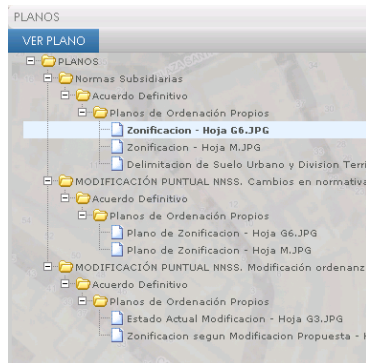 PLANOS
VER PLANO
PLANOS
Normas Subsidiarias
Acuerdo Definitivo
Planos de Ordenación Propios
Zonificacion - Hoja G6.JPG
Zonificacion - Hoja M.JPG
Delimitacion de Suelo Urbano y Division Terri
MODIFICACIÓN PUNTUAL NNSS. Cambios en normativa
Acuerdo Definitivo
Planos de Ordenación Propios
Plano de Zonificacion - Hoja G6.JPG
Plano de Zonificacion - Hoja M.JPG
MODIFICACIÓN PUNTUAL NNSS. Modificación ordenanz
Acuerdo Definitivo
Planos de Ordenación Propios
Estado Actual Modificacion - Hoja G3.JPG
Zonificacion segun Modificacion Propuesta - H